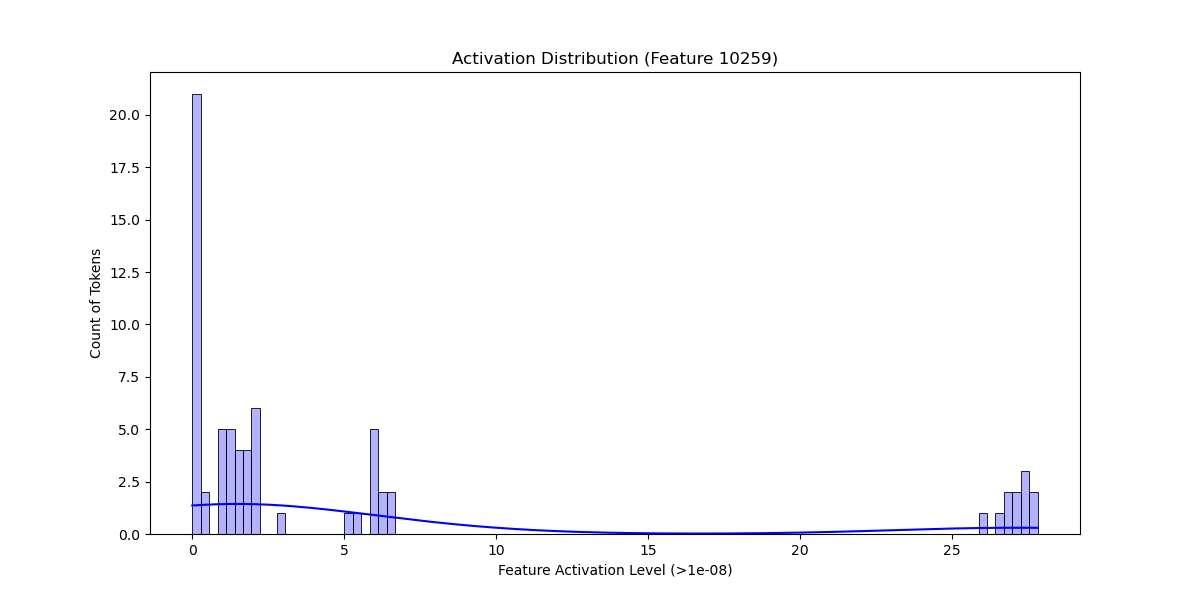 Activation Distribution (Feature 10259)
20.0
17.5
15.0
12.5
10.0
7.5
5.0
2.5
0.0
Count of Tokens
0 5 10 15 20 25
Feature Activation Level (>1e-08)